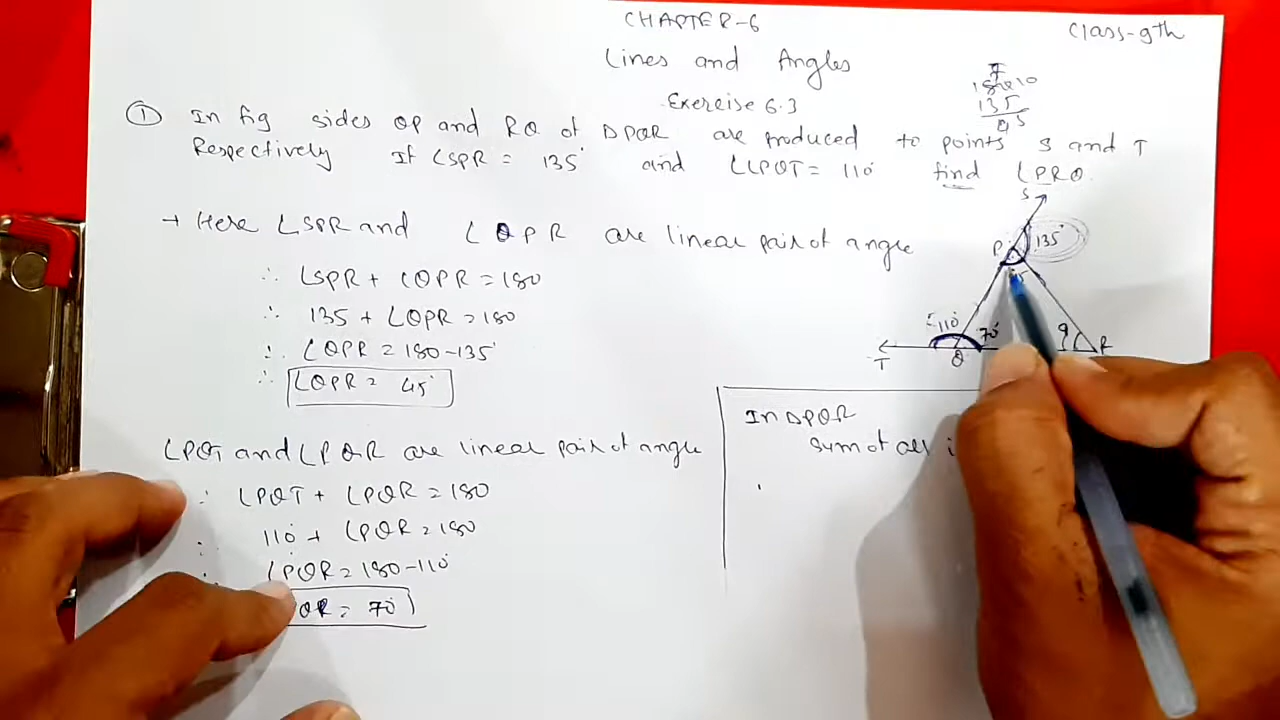 CHAPTER-6
Class-9th
Lines and Angles
Exercise 6.3
① In fig sides QP and RQ of ΔPQR are produced to points S and T
Respectively If ∠SPR = 135° and ∠∠PQT = 110° find ∠PRQ.
135
→ Here ∠SPR and ∠QPR are linear pair of angle
∴ ∠SPR + ∠QPR = 180
∴ 135 + ∠QPR = 180
∴ ∠QPR = 180-135°
∴ ∠QPR = 45°
∠PQT and ∠PQR are linear pair of angle
∴ ∠PQT + ∠PQR = 180
∴ 110° + ∠PQR = 180
∴ ∠PQR = 180-110°
QR = 70°
S
P 135°
110° 70° ?
T Q R
In ΔPQR
Sum of all i